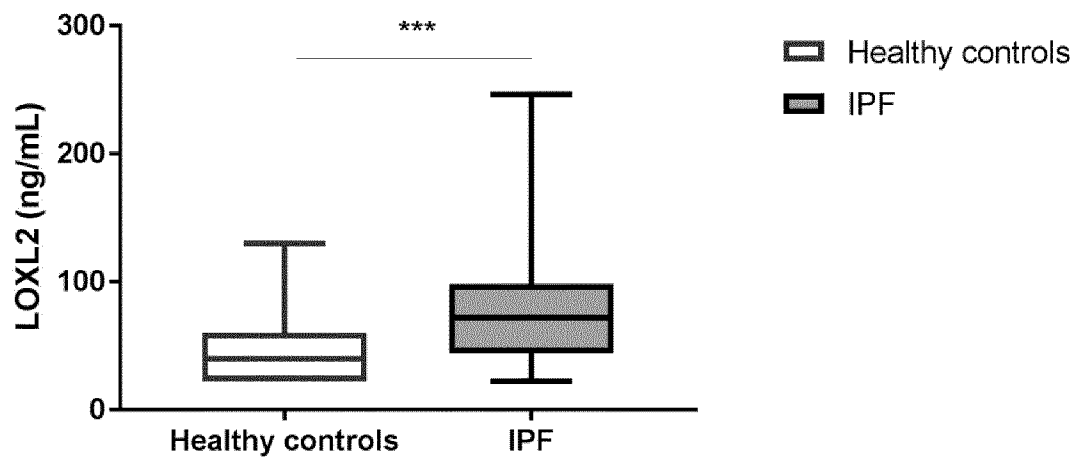 300
200
100
0
LOXL2 (ng/mL)
***
Healthy controls
IPF
Healthy controls
IPF